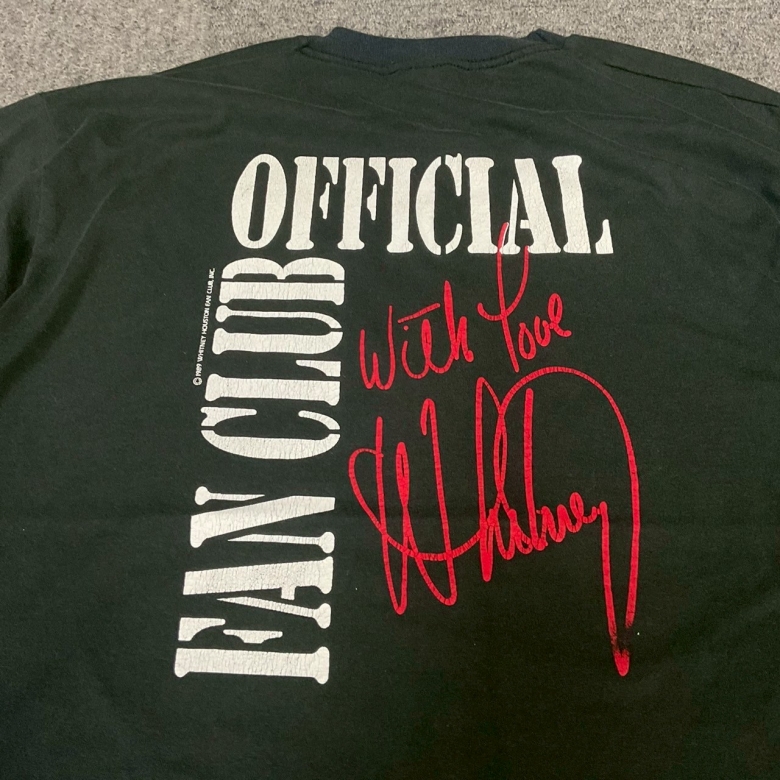 OFFICIAL
FAN CLUB
© 1989 WHITNEY HOUSTON FAN CLUB, INC.
With Love
Whitney